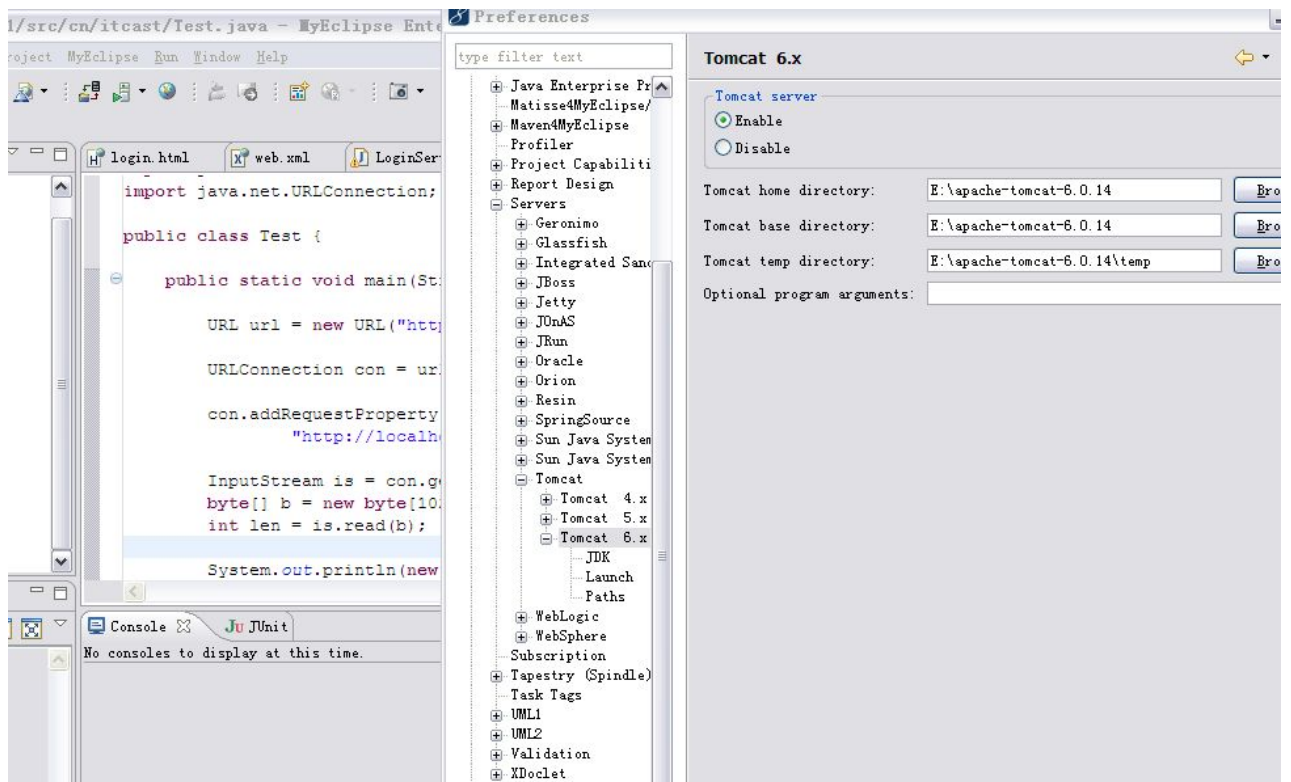 1/src/cn/itcast/Test.java - MyEclipse Ente
roject MyEclipse Run Window Help
login.html web.xml LoginSer
import java.net.URLConnection;
public class Test {
public static void main(St
URL url = new URL("htt
URLConnection con = ur
con.addRequestProperty
"http://localh
InputStream is = con.g
byte[] b = new byte[10
int len = is.read(b);
System.out.println(new
Console JUnit
No consoles to display at this time.
Preferences
type filter text
Java Enterprise Pr
Matisse4MyEclipse/
Maven4MyEclipse
Profiler
Project Capabiliti
Report Design
Servers
Geronimo
Glassfish
Integrated Sand
JBoss
Jetty
JOnAS
JRun
Oracle
Orion
Resin
SpringSource
Sun Java System
Sun Java System
Tomcat
Tomcat 4.x
Tomcat 5.x
Tomcat 6.x
JDK
Launch
Paths
WebLogic
WebSphere
Subscription
Tapestry (Spindle)
Task Tags
UML1
UML2
Validation
XDoclet
Tomcat 6.x
Tomcat server
Enable
Disable
Tomcat home directory: E:\apache-tomcat-6.0.14 Bro
Tomcat base directory: E:\apache-tomcat-6.0.14 Bro
Tomcat temp directory: E:\apache-tomcat-6.0.14\temp Bro
Optional program arguments: